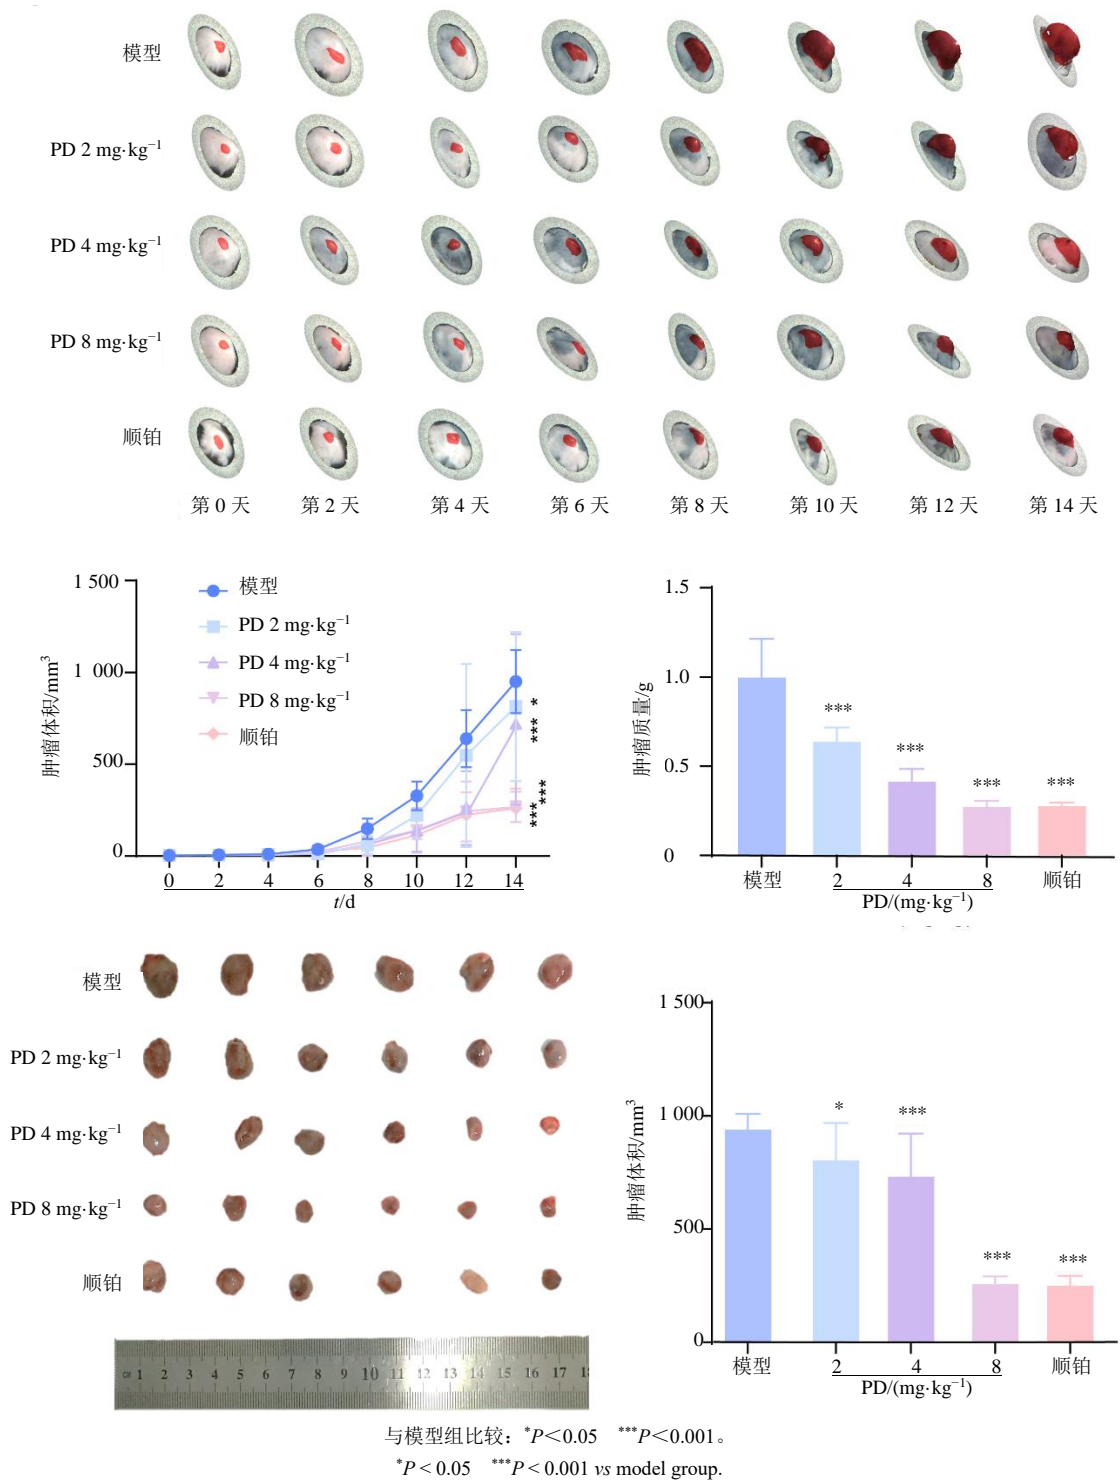 模型
PD 2 mg·kg⁻¹
PD 4 mg·kg⁻¹
PD 8 mg·kg⁻¹
顺铂
第 0 天 第 2 天 第 4 天 第 6 天 第 8 天 第 10 天 第 12 天 第 14 天
肿瘤体积/mm³
1 500
1 000
500
0
模型
PD 2 mg·kg⁻¹
PD 4 mg·kg⁻¹
PD 8 mg·kg⁻¹
顺铂
*
***
***
***
0 2 4 6 8 10 12 14
t/d
肿瘤质量/g
1.5
1.0
0.5
0
*** *** *** ***
模型 2 4 8 顺铂
PD/(mg·kg⁻¹)
模型
PD 2 mg·kg⁻¹
PD 4 mg·kg⁻¹
PD 8 mg·kg⁻¹
顺铂
CM 1 2 3 4 5 6 7 8 9 10 11 12 13 14 15 16 17
肿瘤体积/mm³
1 500
1 000
500
0
* *** *** ***
模型 2 4 8 顺铂
PD/(mg·kg⁻¹)
与模型组比较：*P＜0.05 ***P＜0.001。
*P < 0.05 ***P < 0.001 vs model group.